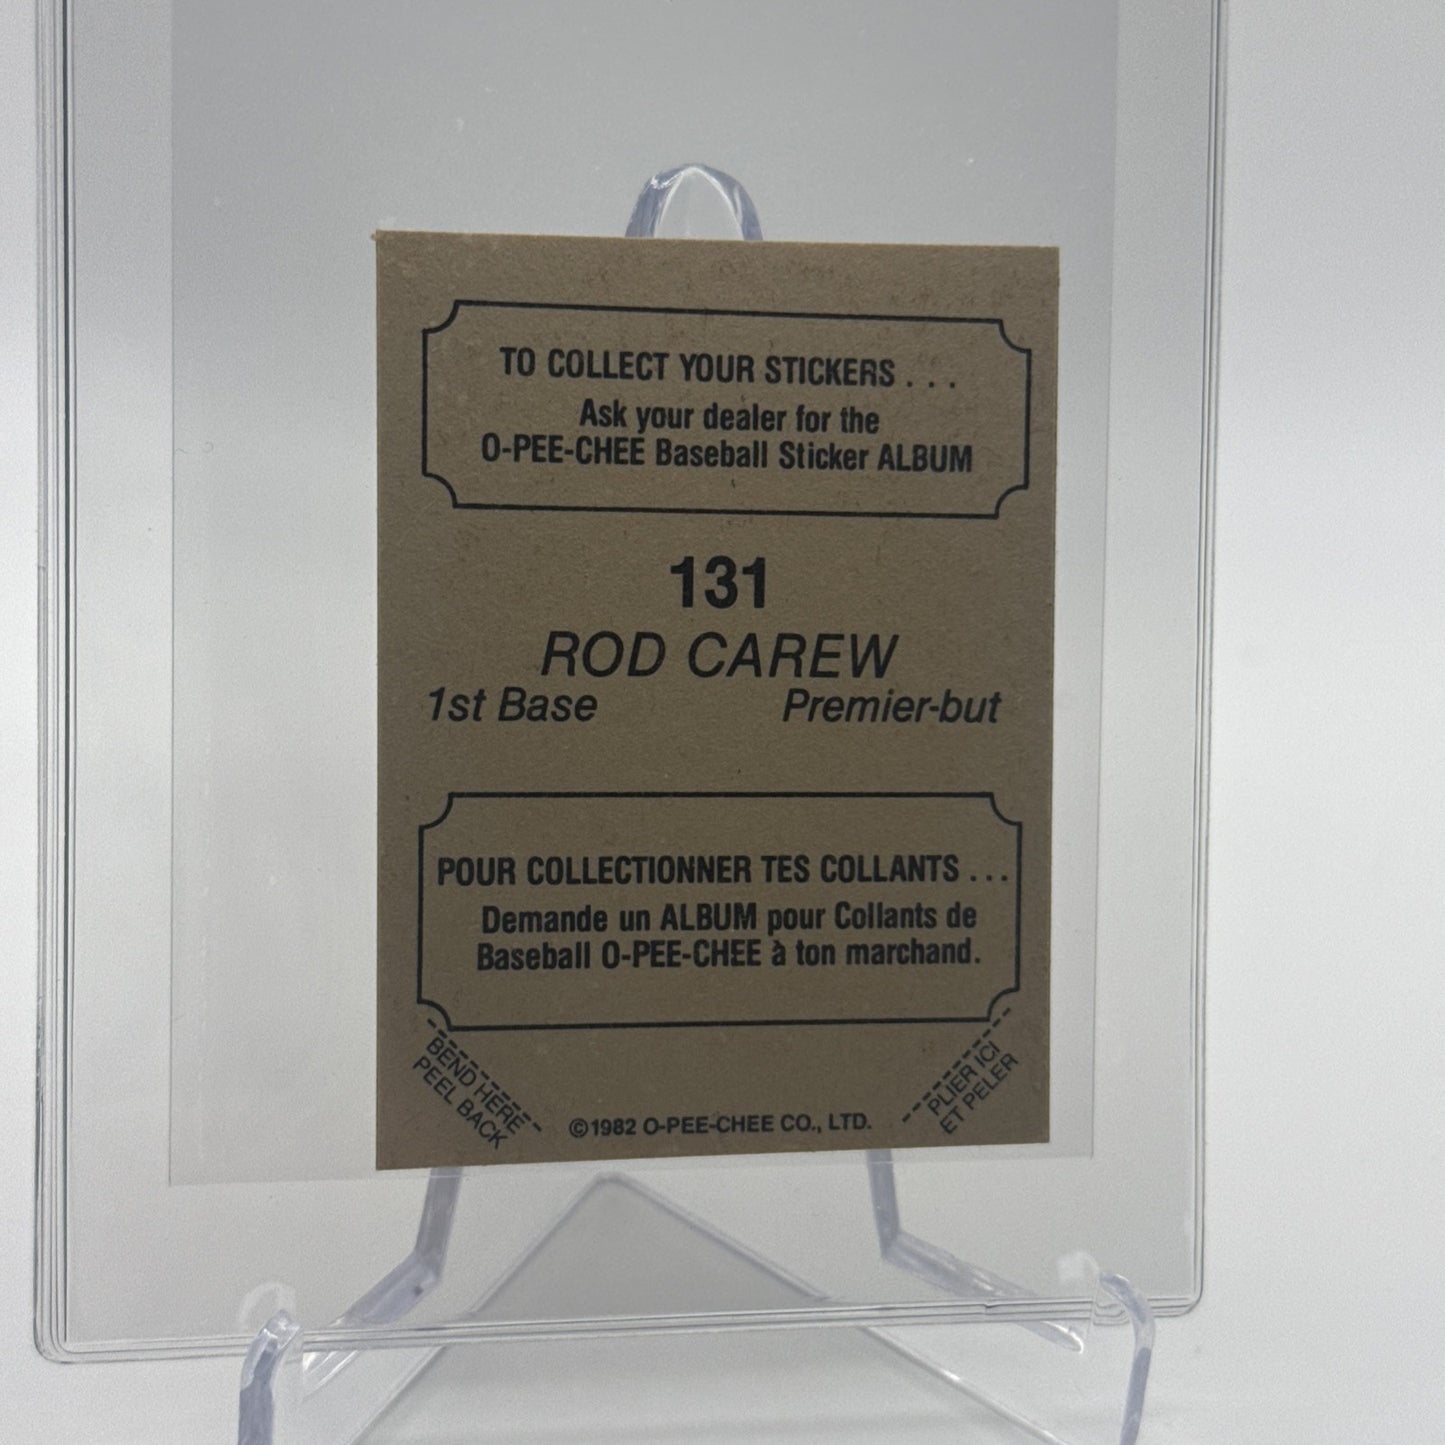 TO COLLECT YOUR STICKERS . . .
Ask your dealer for the
O-PEE-CHEE Baseball Sticker ALBUM
131
ROD CAREW
1st Base Premier-but
POUR COLLECTIONNER TES COLLANTS . . .
Demande un ALBUM pour Collants de
Baseball O-PEE-CHEE à ton marchand.
BEND HERE
PEEL BACK
©1982 O-PEE-CHEE CO., LTD.
PLIER ICI
ET PELER